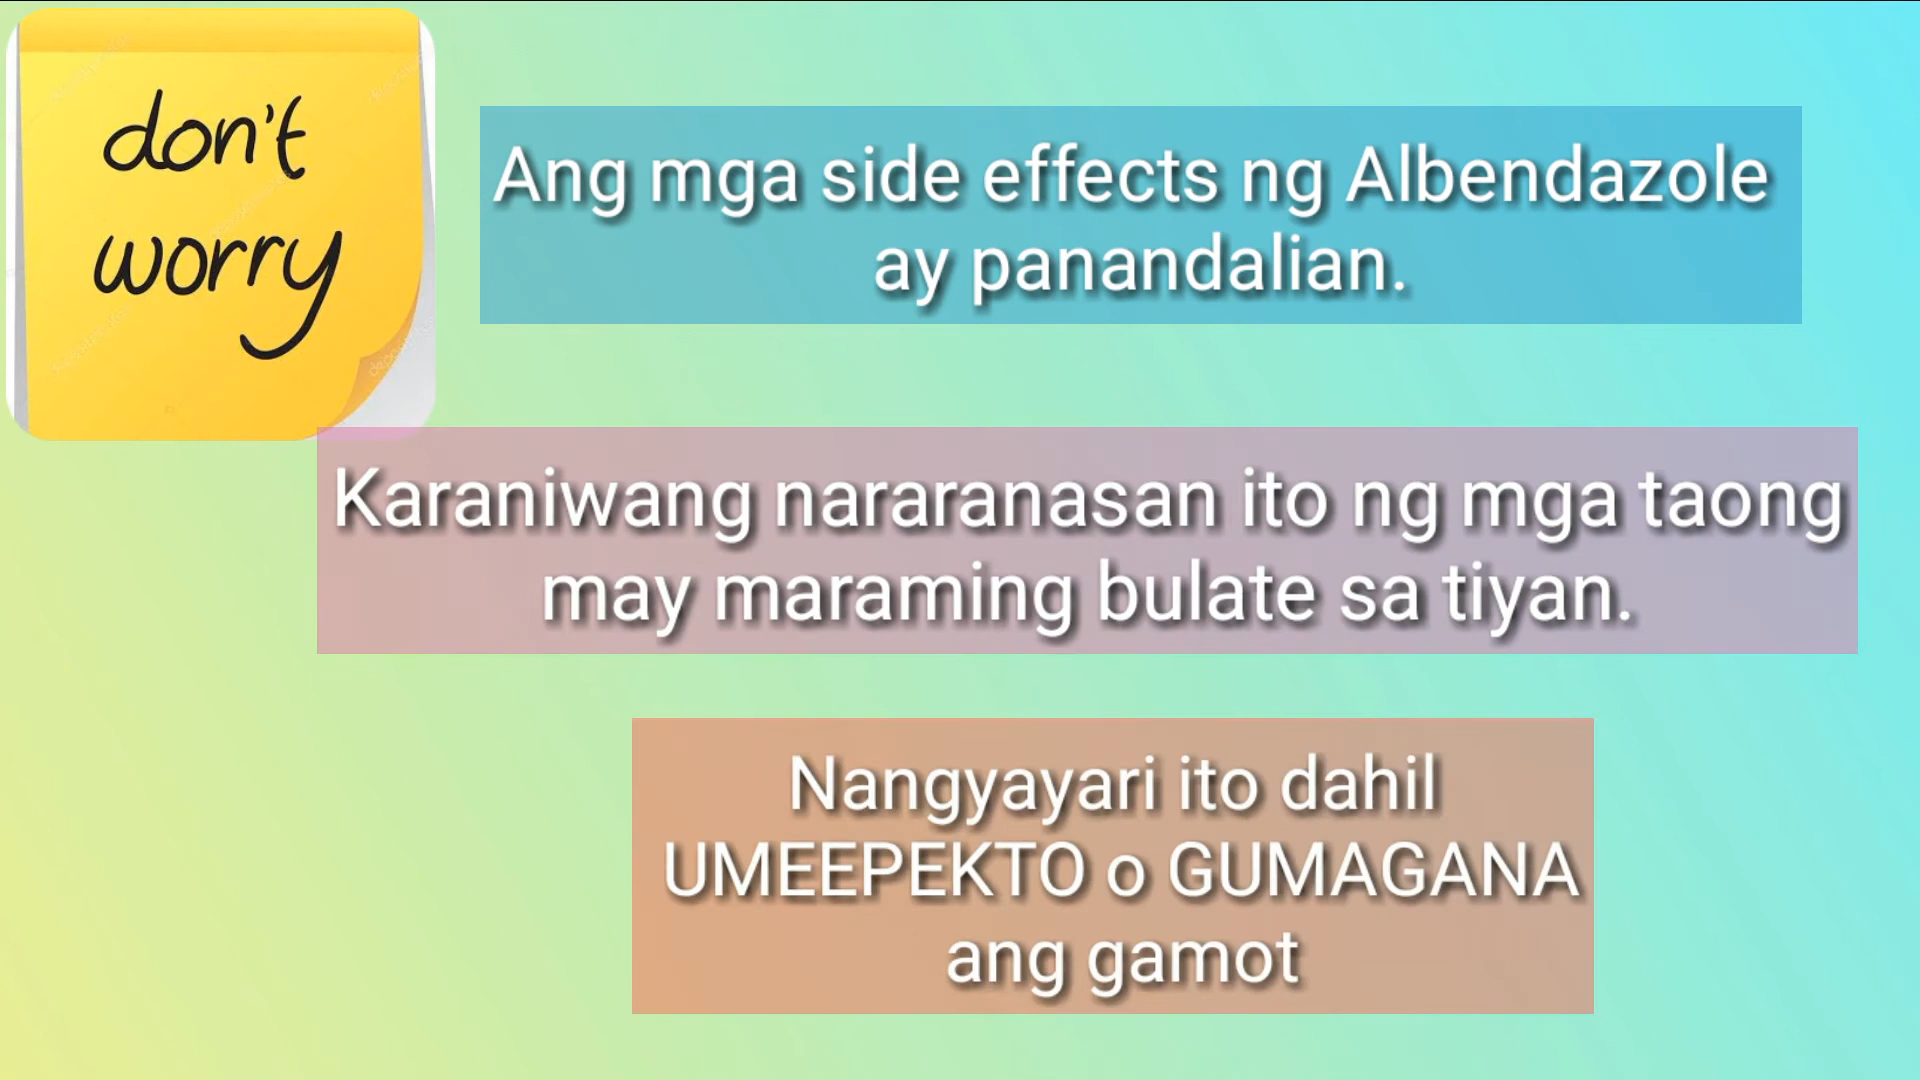 don't
worry
Ang mga side effects ng Albendazole
ay panandalian.
Karaniwang nararanasan ito ng mga taong
may maraming bulate sa tiyan.
Nangyayari ito dahil
UMEEPEKTO o GUMAGANA
ang gamot